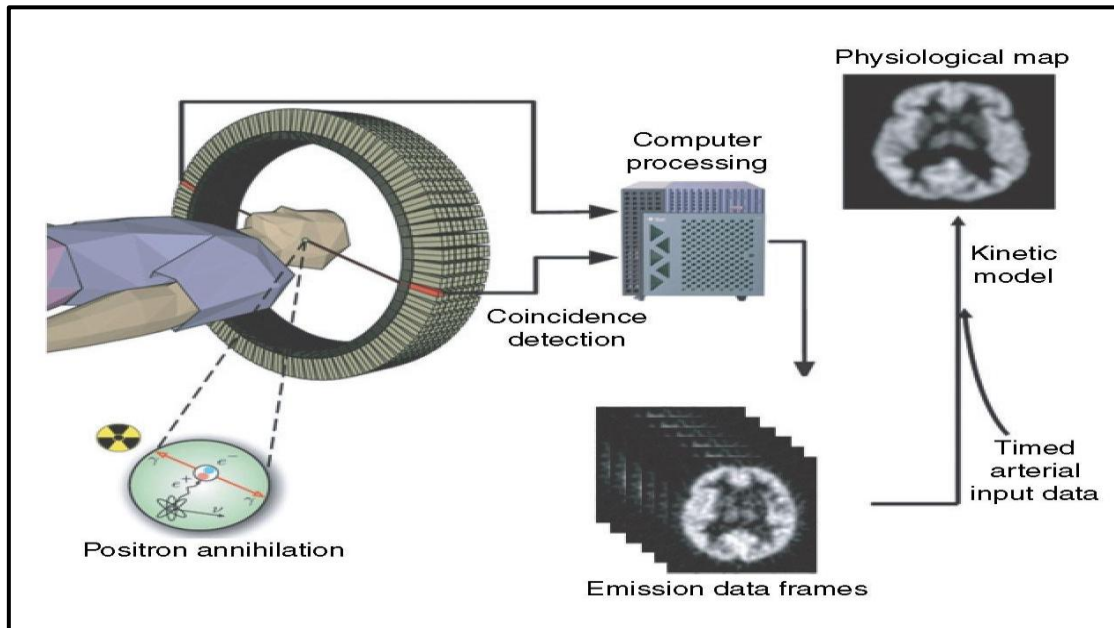 Physiological map
Computer
processing
Kinetic
model
Coincidence
detection
Timed
arterial
input data
γ
e−
e+
γ
ν
Positron annihilation
Emission data frames